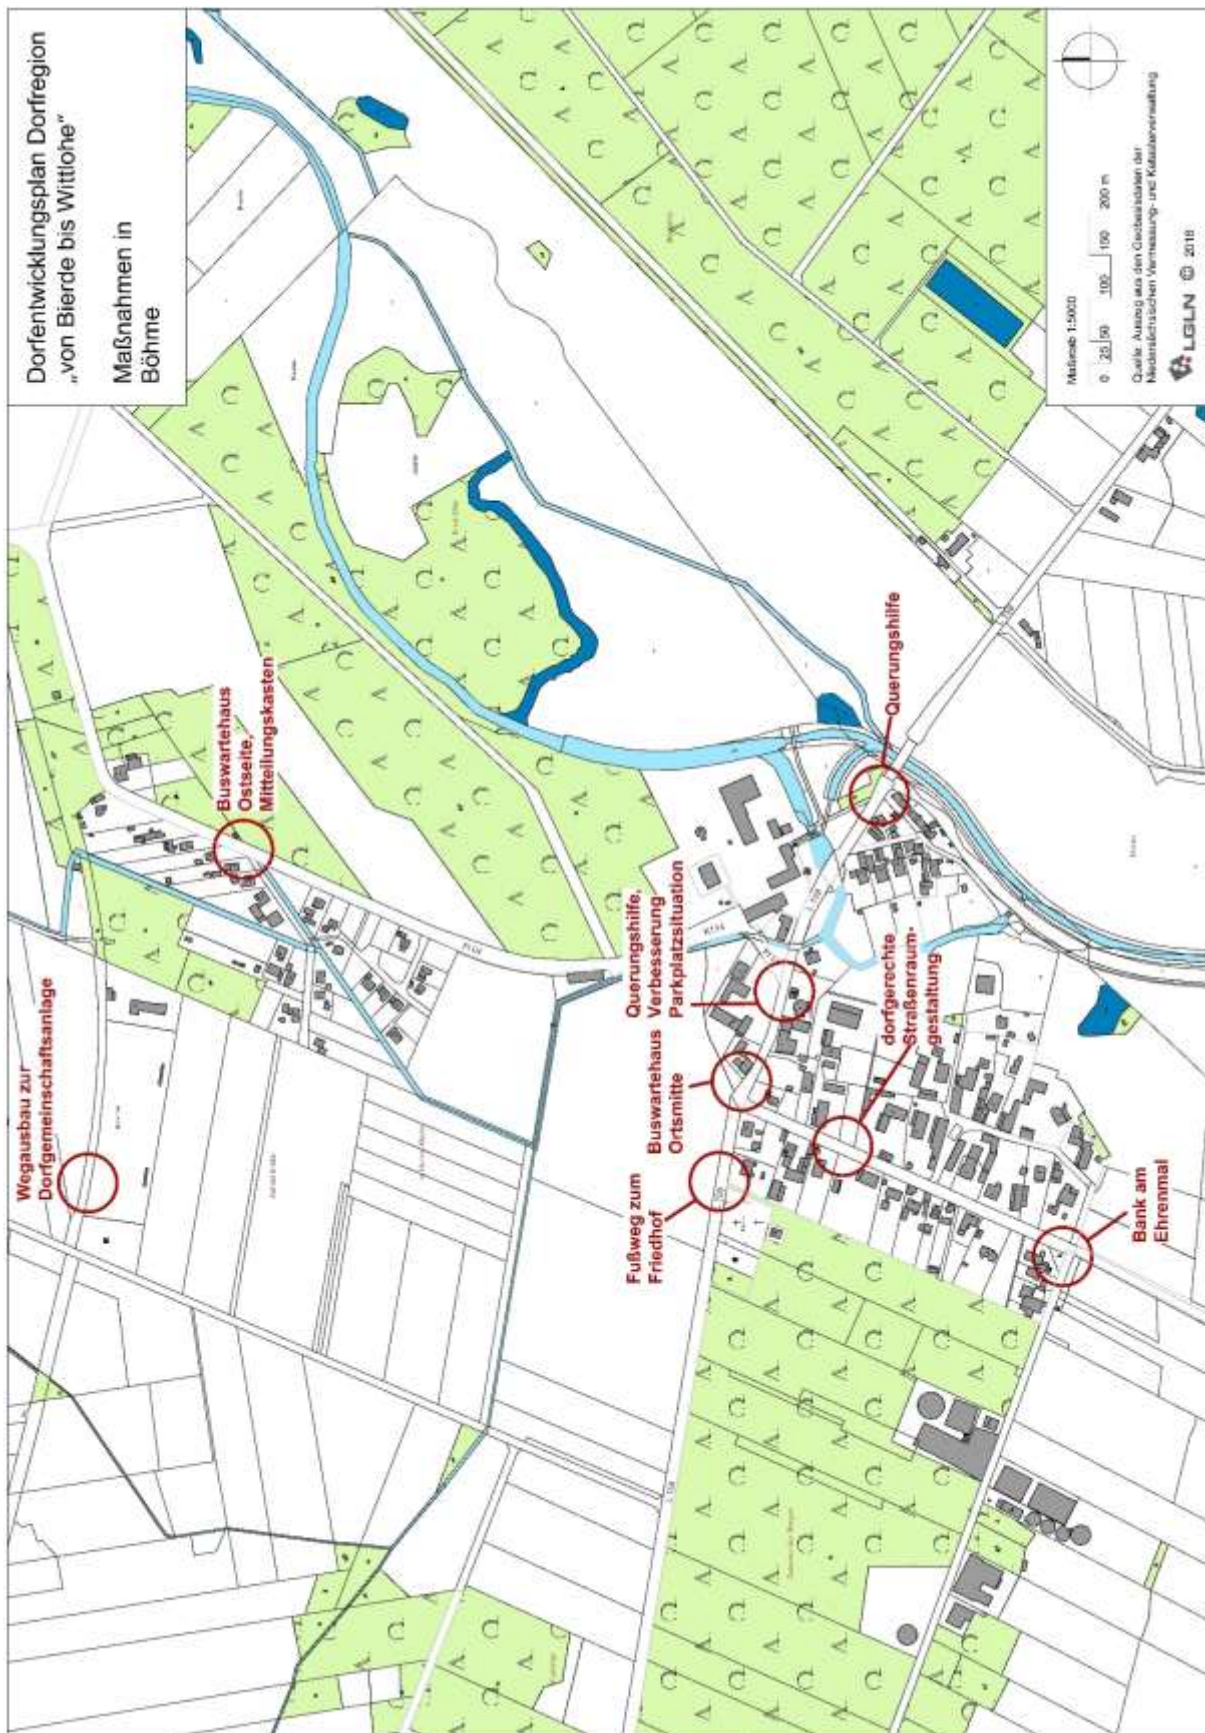 Dorfentwicklungsplan Dorfregion
„von Bierde bis Wittlohe“
Maßnahmen in
Böhme
Wegausbau zur
Dorfgemeinschaftsanlage
Buswartehaus
Ostseite,
Mitteilungskasten
Fußweg zum
Friedhof
Buswartehaus
Ortsmitte
Querungshilfe,
Verbesserung
Parkplatzsituation
Querungshilfe
dorfgerechte
Straßenraum-
gestaltung
Bank am
Ehrenmal
Maßstab 1:5000
0 25 50 100 150 200 m
Quelle: Auszug aus den Geobasisdaten der
Niedersächsischen Vermessung- und Katasterverwaltung
LGLN © 2018